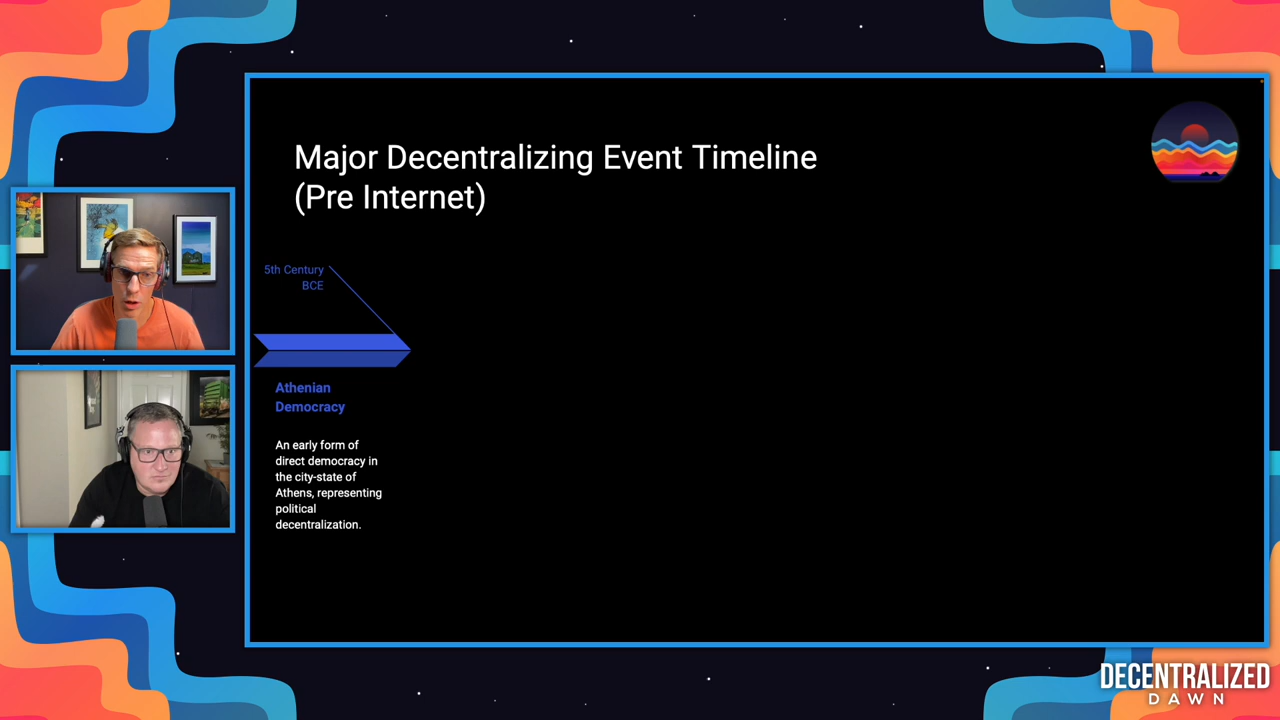 Major Decentralizing Event Timeline
(Pre Internet)
5th Century
BCE
Athenian
Democracy
An early form of
direct democracy in
the city-state of
Athens, representing
political
decentralization.
DECENTRALIZED
DAWN